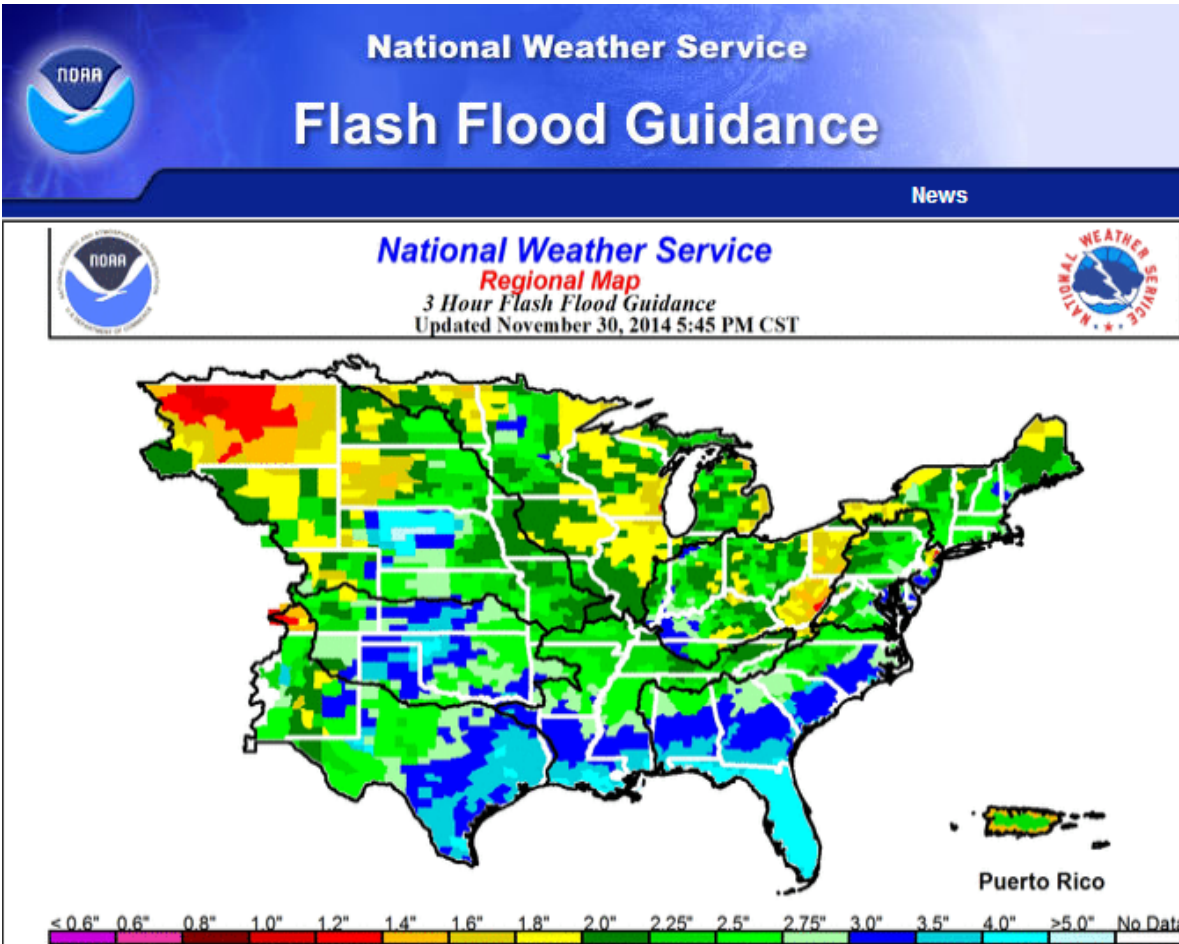 NOAA
National Weather Service
Flash Flood Guidance
News
NOAA
National Weather Service
Regional Map
3 Hour Flash Flood Guidance
Updated November 30, 2014 5:45 PM CST
NATIONAL WEATHER SERVICE
Puerto Rico
< 0.6" 0.6" 0.8" 1.0" 1.2" 1.4" 1.6" 1.8" 2.0" 2.25" 2.5" 2.75" 3.0" 3.5" 4.0" >5.0" No Data